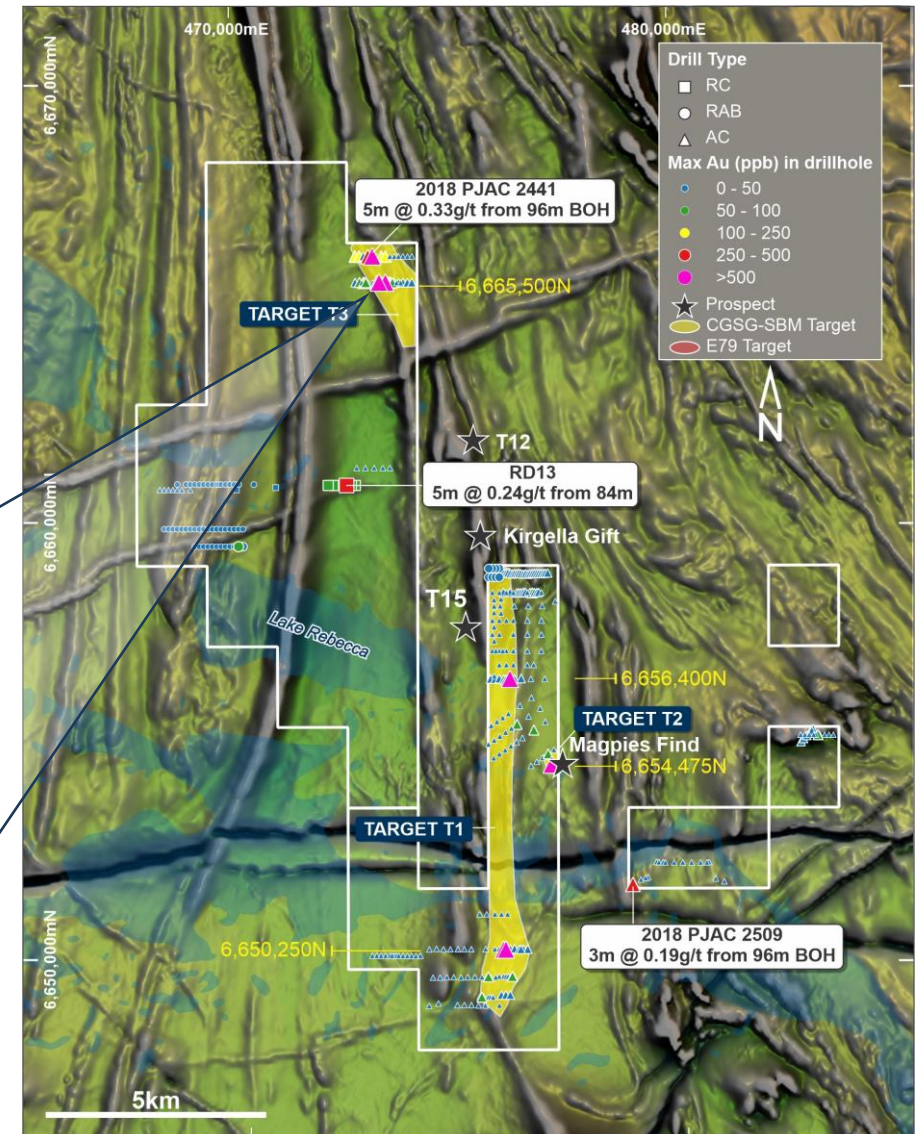 470,000mE
480,000mE
6,670,000mN
Drill Type
RC
RAB
AC
Max Au (ppb) in drillhole
0 - 50
50 - 100
100 - 250
250 - 500
>500
Prospect
CGSG-SBM Target
E79 Target
N
2018 PJAC 2441
5m @ 0.33g/t from 96m BOH
6,665,500N
TARGET T3
T12
RD13
5m @ 0.24g/t from 84m
6,660,000mN
Kirgella Gift
T15
Lake Rebecca
6,656,400N
TARGET T2
Magpies Find
6,654,475N
TARGET T1
6,650,250N
2018 PJAC 2509
3m @ 0.19g/t from 96m BOH
6,650,000mN
5km